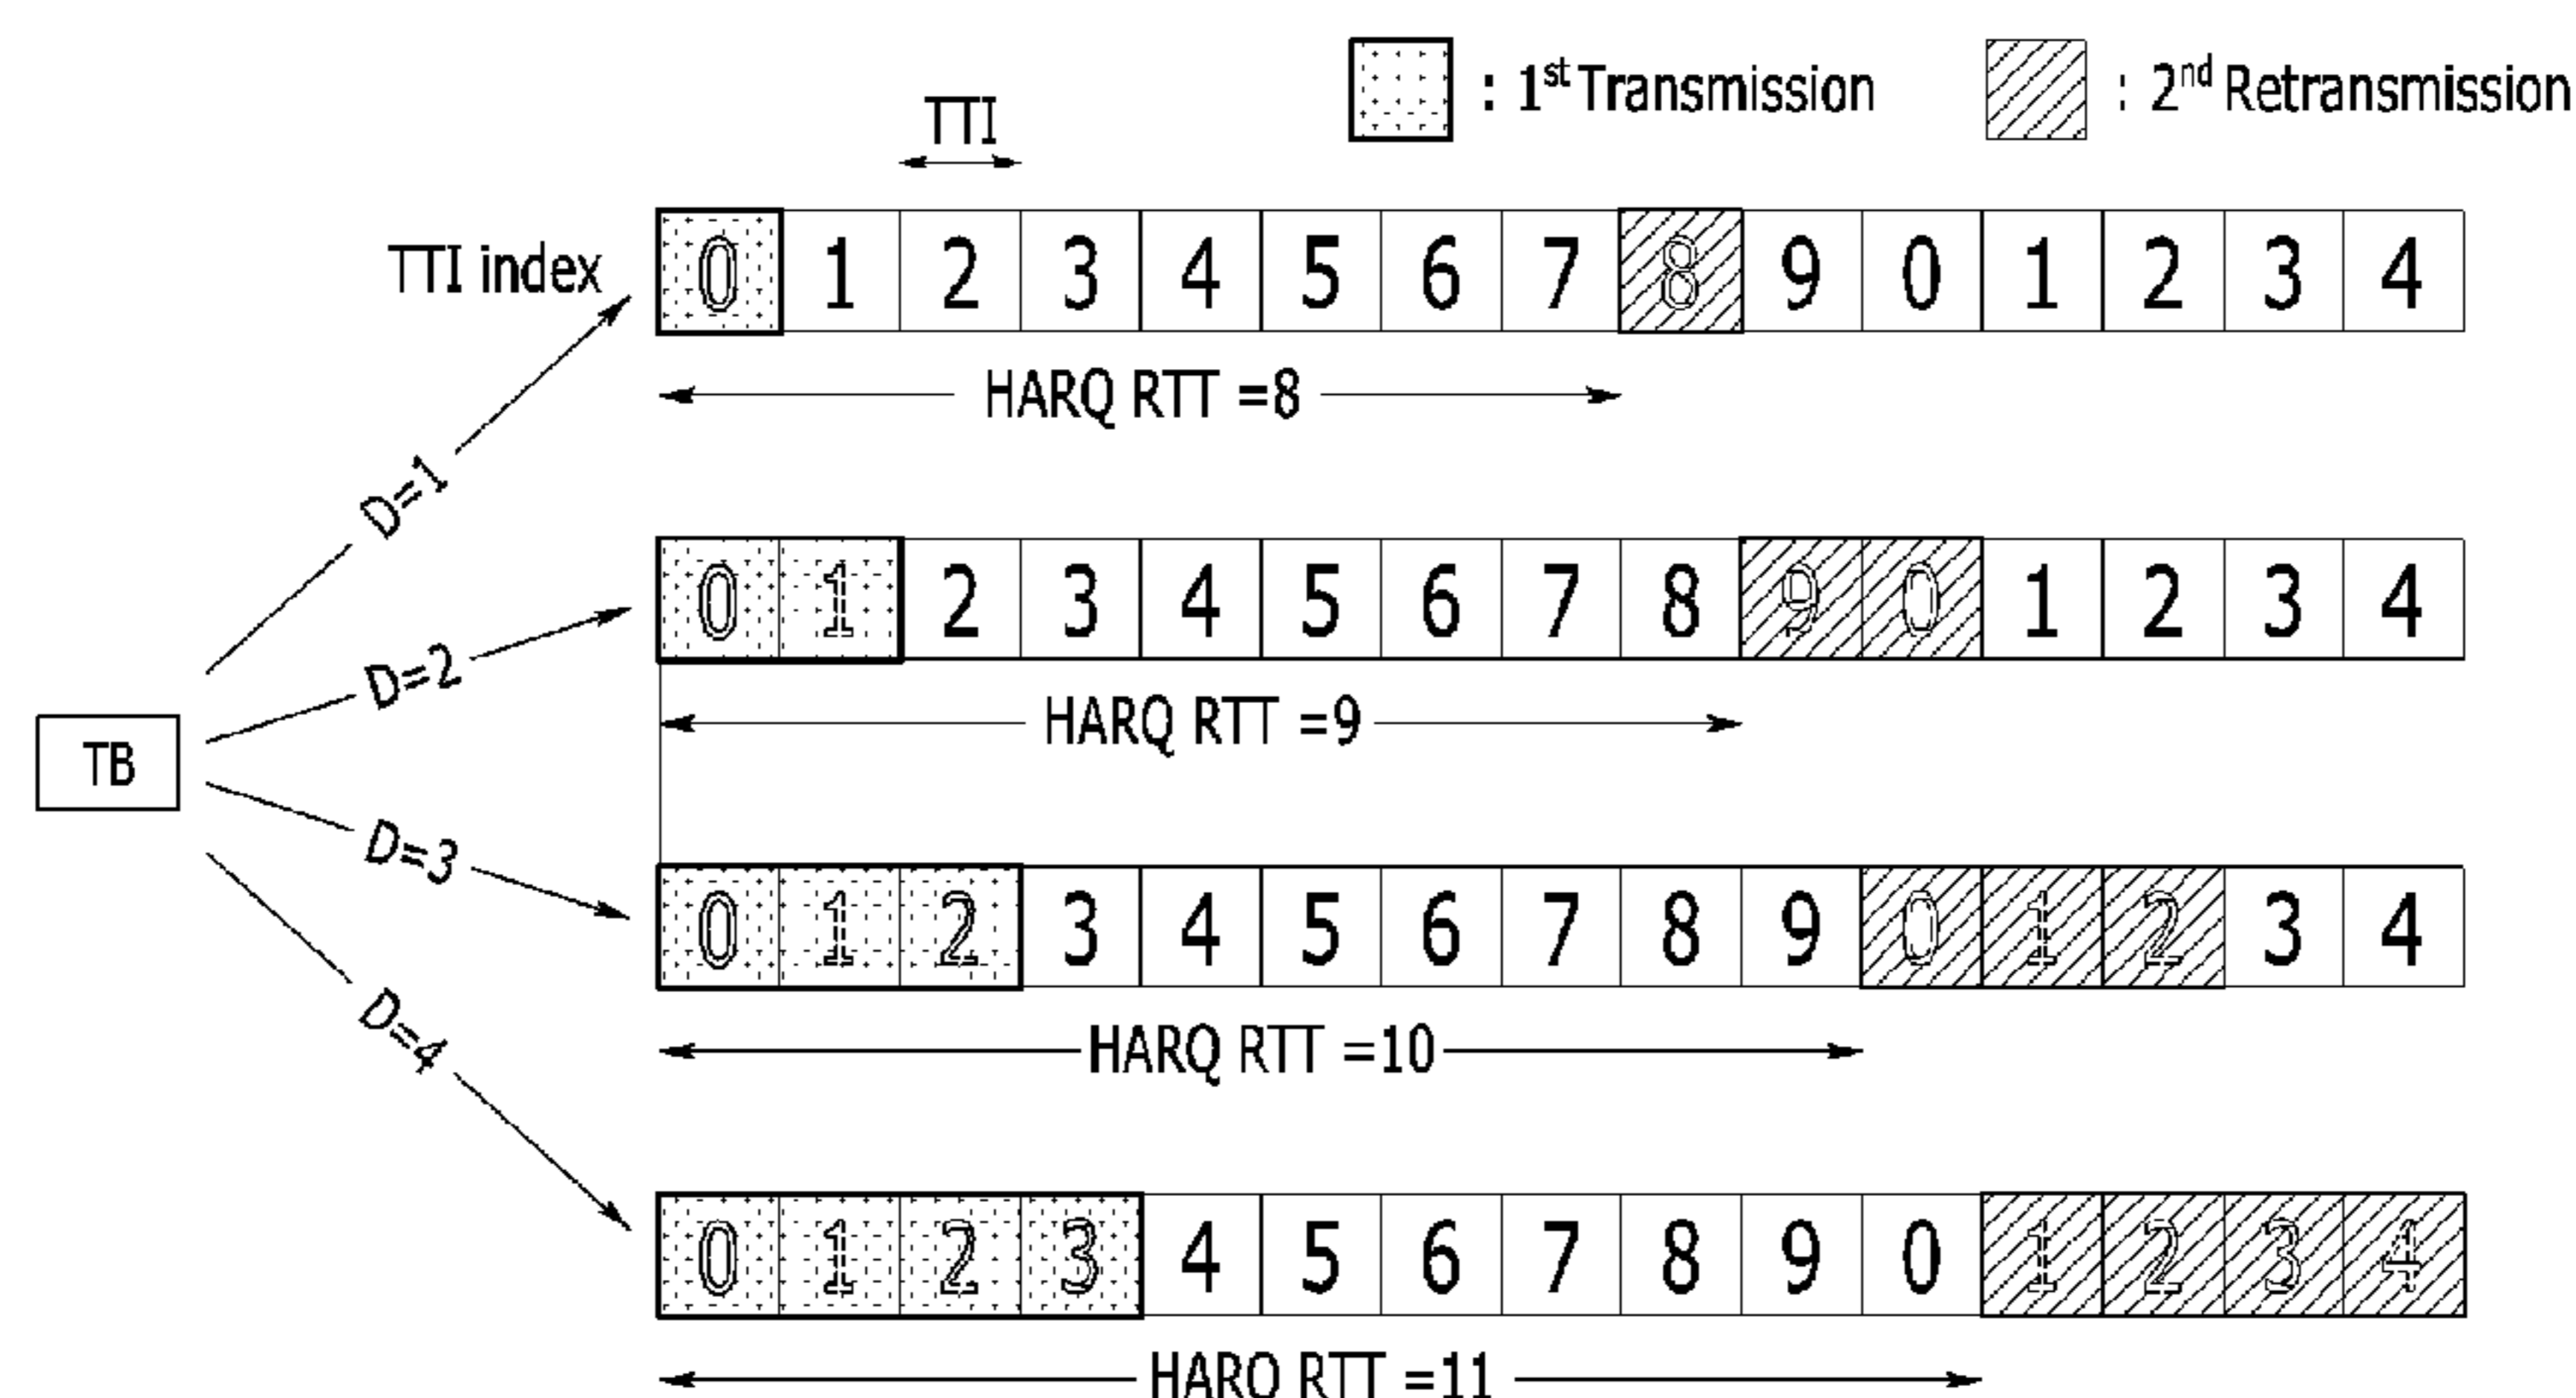 : 1st Transmission
: 2nd Retransmission
TTI
TTI index
0 1 2 3 4 5 6 7 8 9 0 1 2 3 4
HARQ RTT =8
D=1
0 1 2 3 4 5 6 7 8 9 0 1 2 3 4
D=2
HARQ RTT =9
TB
D=3
0 1 2 3 4 5 6 7 8 9 0 1 2 3 4
D=4
HARQ RTT =10
0 1 2 3 4 5 6 7 8 9 0 1 2 3 4
HARQ RTT =11